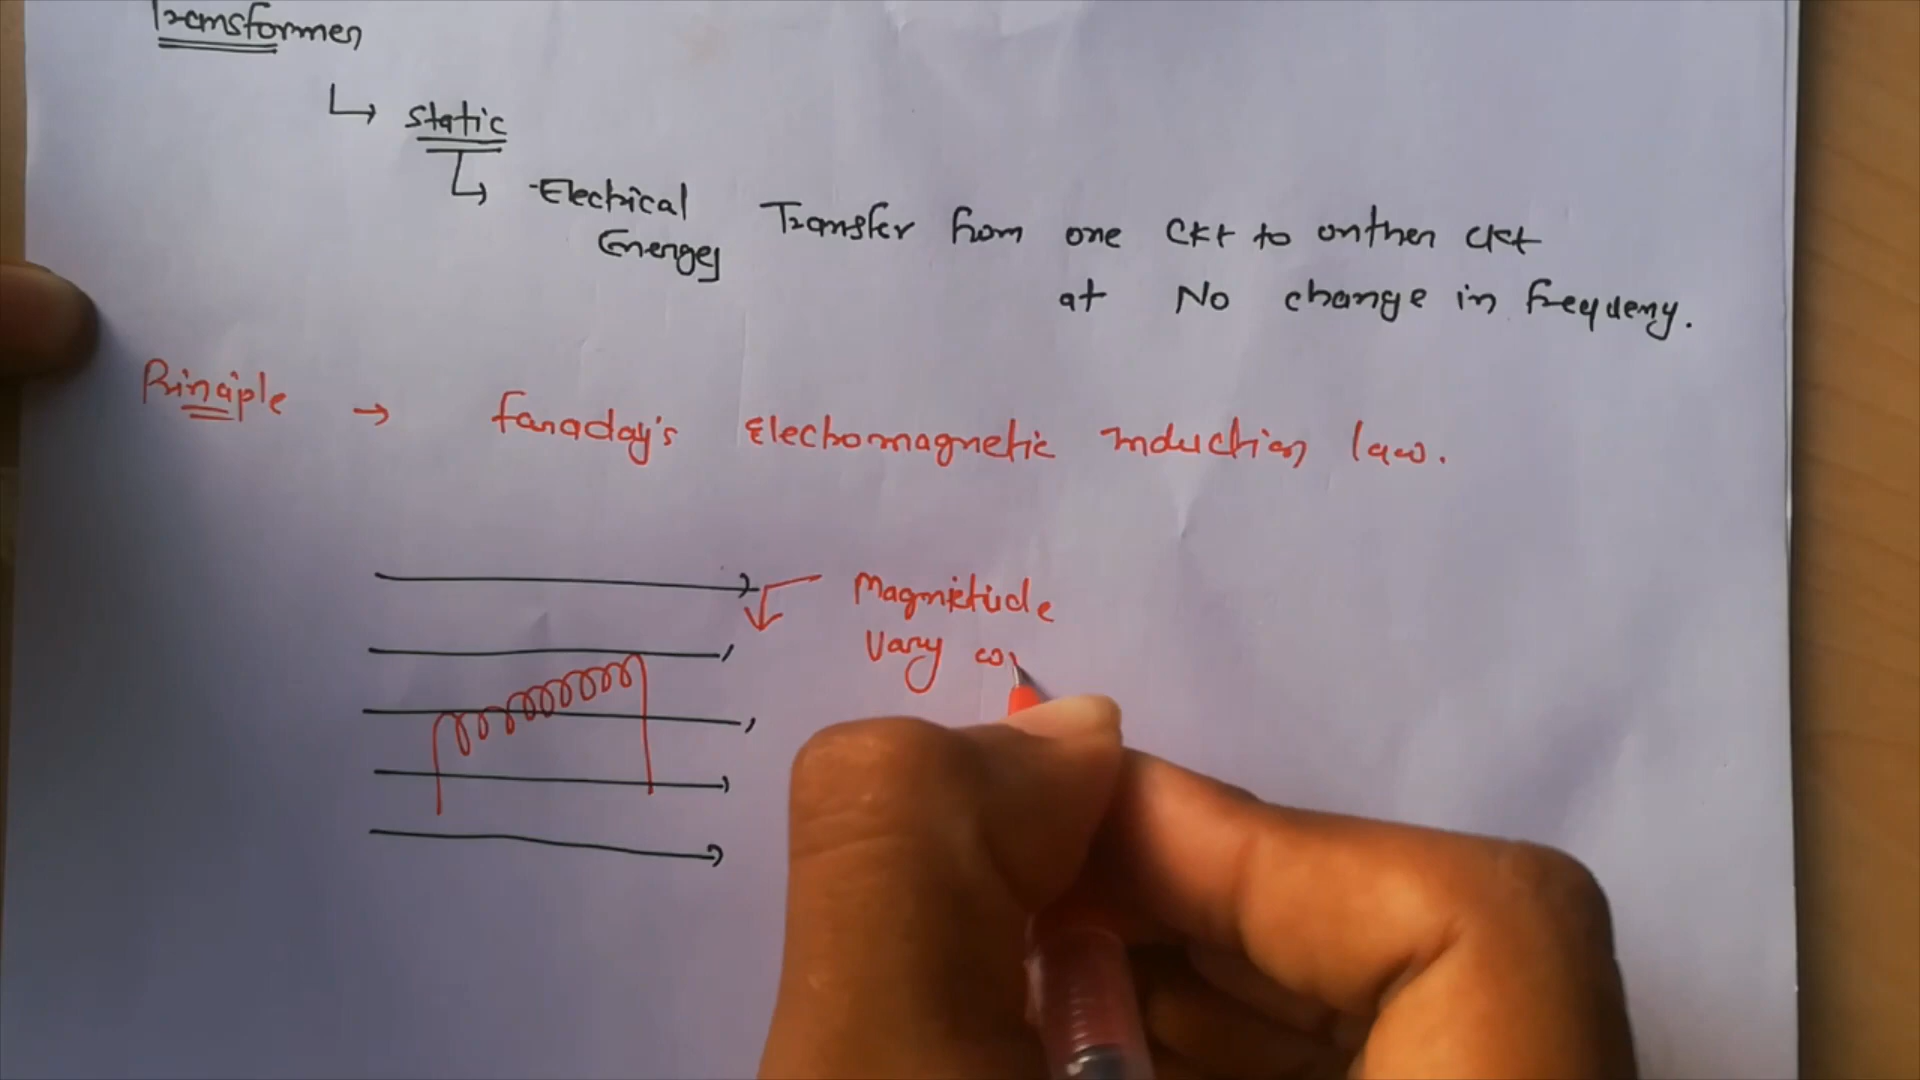 Transformer
↳ static
↳ Electrical Energy Transfer from one ckt to onther ckt
at No change in frequency.
Principle → faraday's Electromagnetic induction law.
Magnitude
Vary